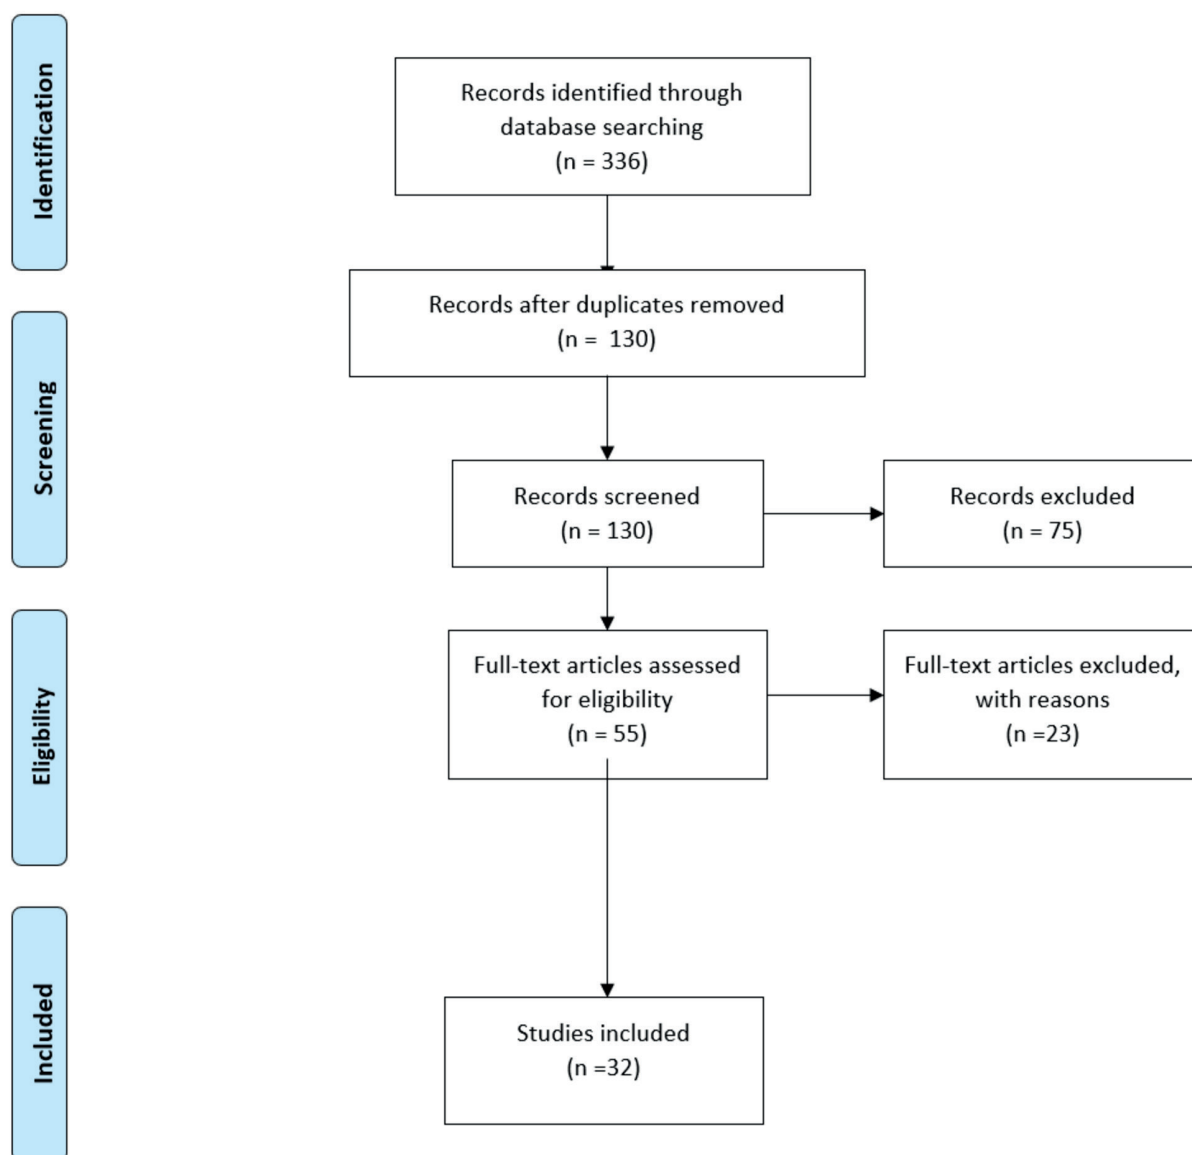 Identification
Records identified through
database searching
(n = 336)
Records after duplicates removed
(n =  130)
Screening
Records screened
(n = 130)
Records excluded
(n = 75)
Eligibility
Full-text articles assessed
for eligibility
(n = 55)
Full-text articles excluded,
with reasons
(n =23)
Included
Studies included
(n =32)